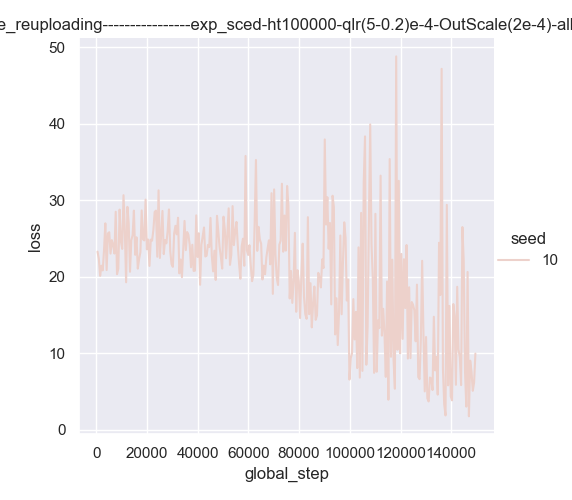 e_reuploading----------------exp_sced-ht100000-qlr(5-0.2)e-4-OutScale(2e-4)-all
50
40
30
20
10
0
loss
0 20000 40000 60000 80000 100000 120000 140000
global_step
seed
10